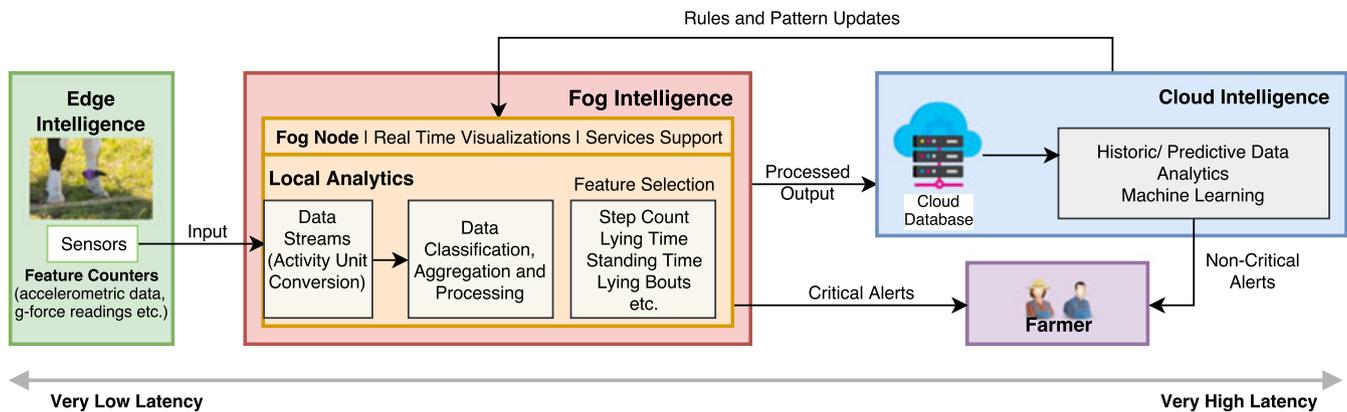 Rules and Pattern Updates
Edge
Intelligence
Sensors
Feature Counters
(accelerometric data,
g-force readings etc.)
Input
Fog Intelligence
Fog Node | Real Time Visualizations | Services Support
Local Analytics
Data
Streams
(Activity Unit
Conversion)
Data
Classification,
Aggregation and
Processing
Feature Selection
Step Count
Lying Time
Standing Time
Lying Bouts
etc.
Processed
Output
Critical Alerts
Cloud Intelligence
Cloud
Database
Historic/ Predictive Data
Analytics
Machine Learning
Non-Critical
Alerts
Farmer
Very Low Latency
Very High Latency